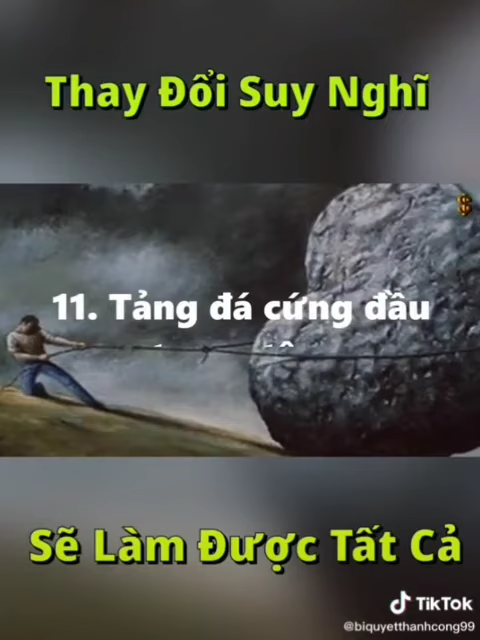 Thay Đổi Suy Nghĩ
11. Tảng đá cứng đầu
Sẽ Làm Được Tất Cả
TikTok
@biquyetthanhcong99